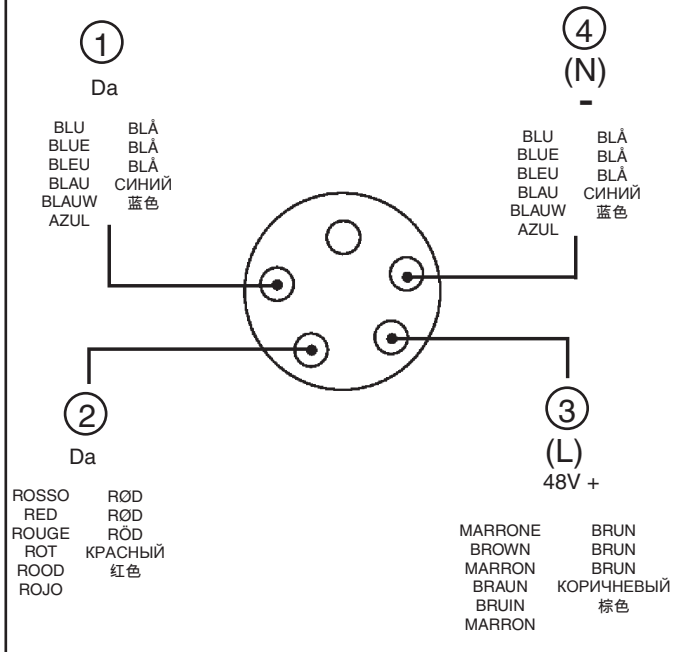 1
Da
BLU BLÅ
BLUE BLÅ
BLEU BLÅ
BLAU СИНИЙ
BLAUW 蓝色
AZUL
4
(N)
-
BLU BLÅ
BLUE BLÅ
BLEU BLÅ
BLAU СИНИЙ
BLAUW 蓝色
AZUL
2
Da
ROSSO RØD
RED RØD
ROUGE RÖD
ROT КРАСНЫЙ
ROOD 红色
ROJO
3
(L)
48V +
MARRONE BRUN
BROWN BRUN
MARRON BRUN
BRAUN КОРИЧНЕВЫЙ
BRUIN 棕色
MARRON